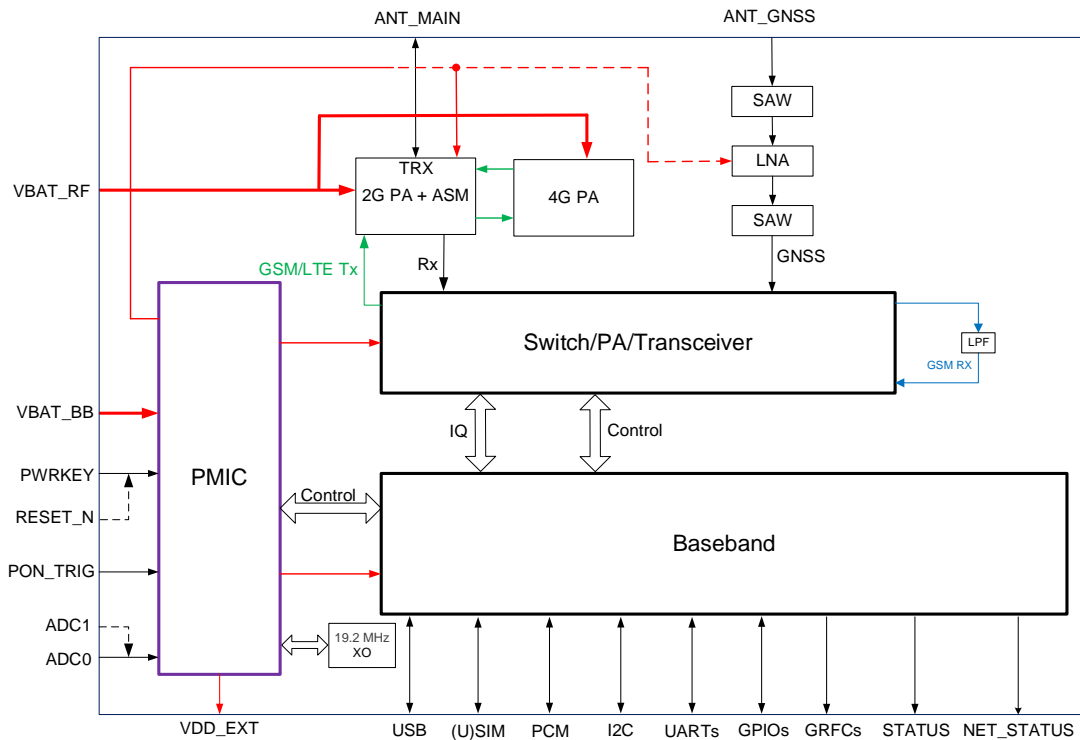 ANT_MAIN
ANT_GNSS
SAW
LNA
SAW
GNSS
VBAT_RF
TRX
2G PA + ASM
4G PA
GSM/LTE Tx
Rx
Switch/PA/Transceiver
LPF
GSM RX
VBAT_BB
IQ
Control
PWRKEY
RESET_N
PMIC
Control
Baseband
PON_TRIG
ADC1
ADC0
19.2 MHz
XO
VDD_EXT
USB
(U)SIM
PCM
I2C
UARTs
GPIOs
GRFCs
STATUS
NET_STATUS